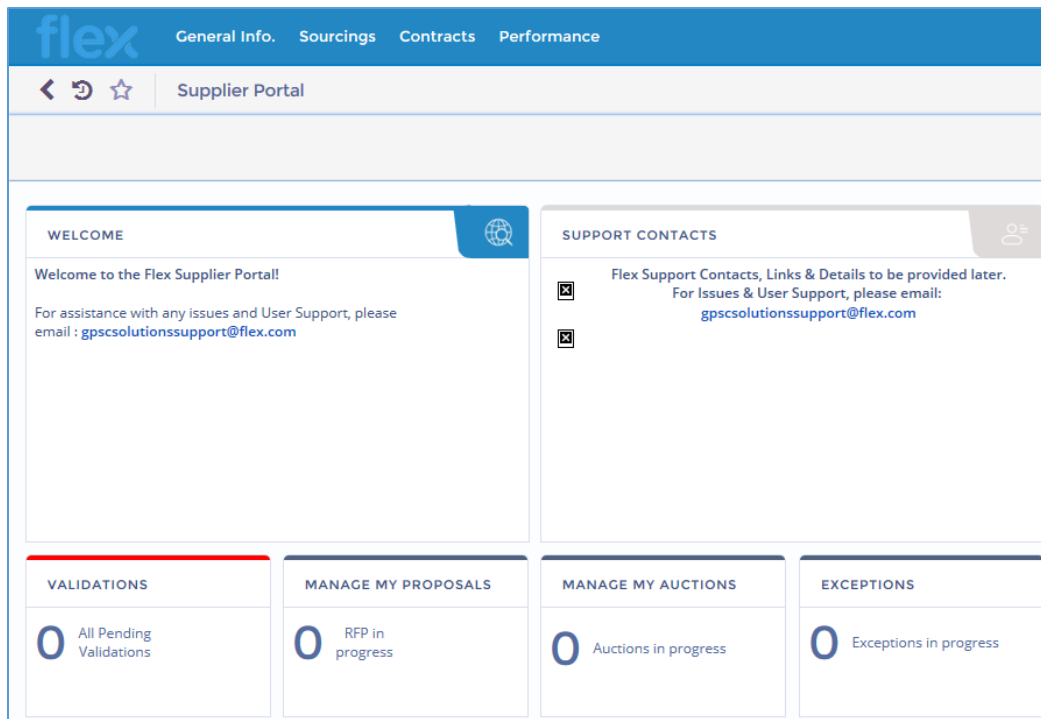 flex General Info. Sourcings Contracts Performance
Supplier Portal
WELCOME
Welcome to the Flex Supplier Portal!
For assistance with any issues and User Support, please
email : gpscsolutionssupport@flex.com
SUPPORT CONTACTS
Flex Support Contacts, Links & Details to be provided later.
For Issues & User Support, please email:
gpscsolutionssupport@flex.com
VALIDATIONS
0 All Pending
Validations
MANAGE MY PROPOSALS
0 RFP in
progress
MANAGE MY AUCTIONS
0 Auctions in progress
EXCEPTIONS
0 Exceptions in progress